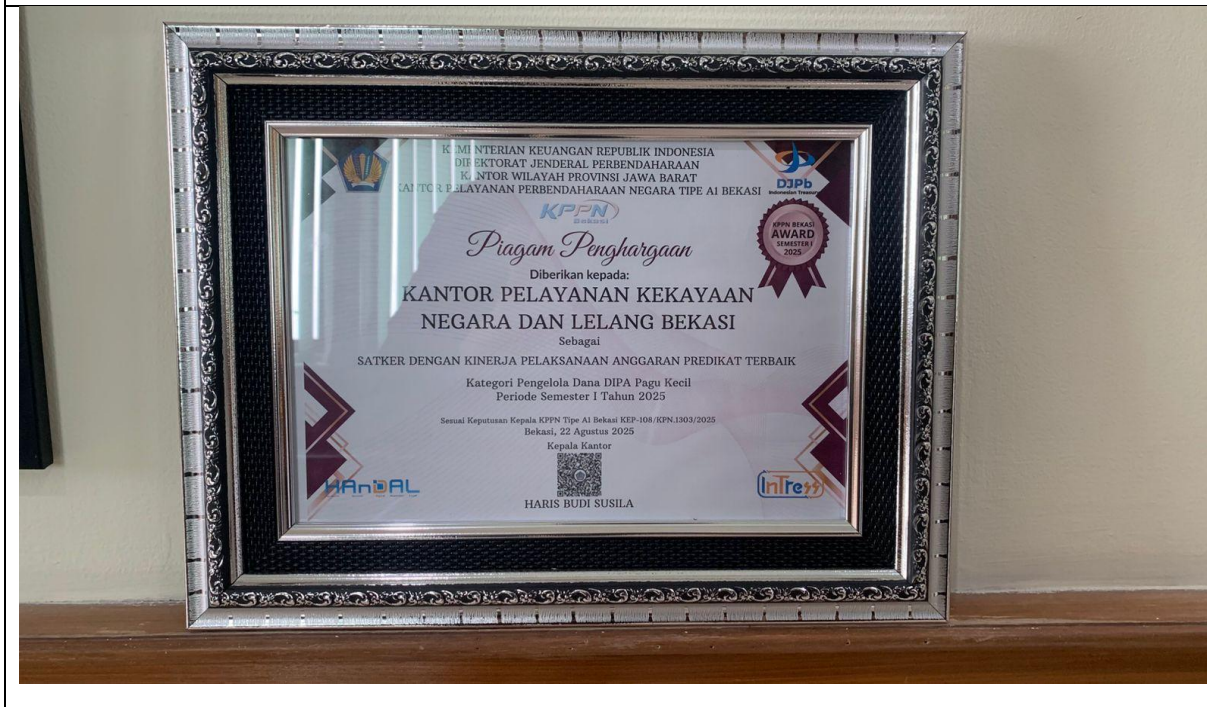 KEMENTERIAN KEUANGAN REPUBLIK INDONESIA
DIREKTORAT JENDERAL PERBENDAHARAAN
KANTOR WILAYAH PROVINSI JAWA BARAT
KANTOR PELAYANAN PERBENDAHARAAN NEGARA TIPE A1 BEKASI
DJPb
Indonesian Treasury
KPPN
Bekasi
KPPN BEKASI
AWARD
SEMESTER I
2025
Piagam Penghargaan
Diberikan kepada:
KANTOR PELAYANAN KEKAYAAN
NEGARA DAN LELANG BEKASI
Sebagai
SATKER DENGAN KINERJA PELAKSANAAN ANGGARAN PREDIKAT TERBAIK
Kategori Pengelola Dana DIPA Pagu Kecil
Periode Semester I Tahun 2025
Sesuai Keputusan Kepala KPPN Tipe A1 Bekasi KEP-108/KPN.1303/2025
Bekasi, 22 Agustus 2025
Kepala Kantor
HARIS BUDI SUSILA
HAnDAL
InTress